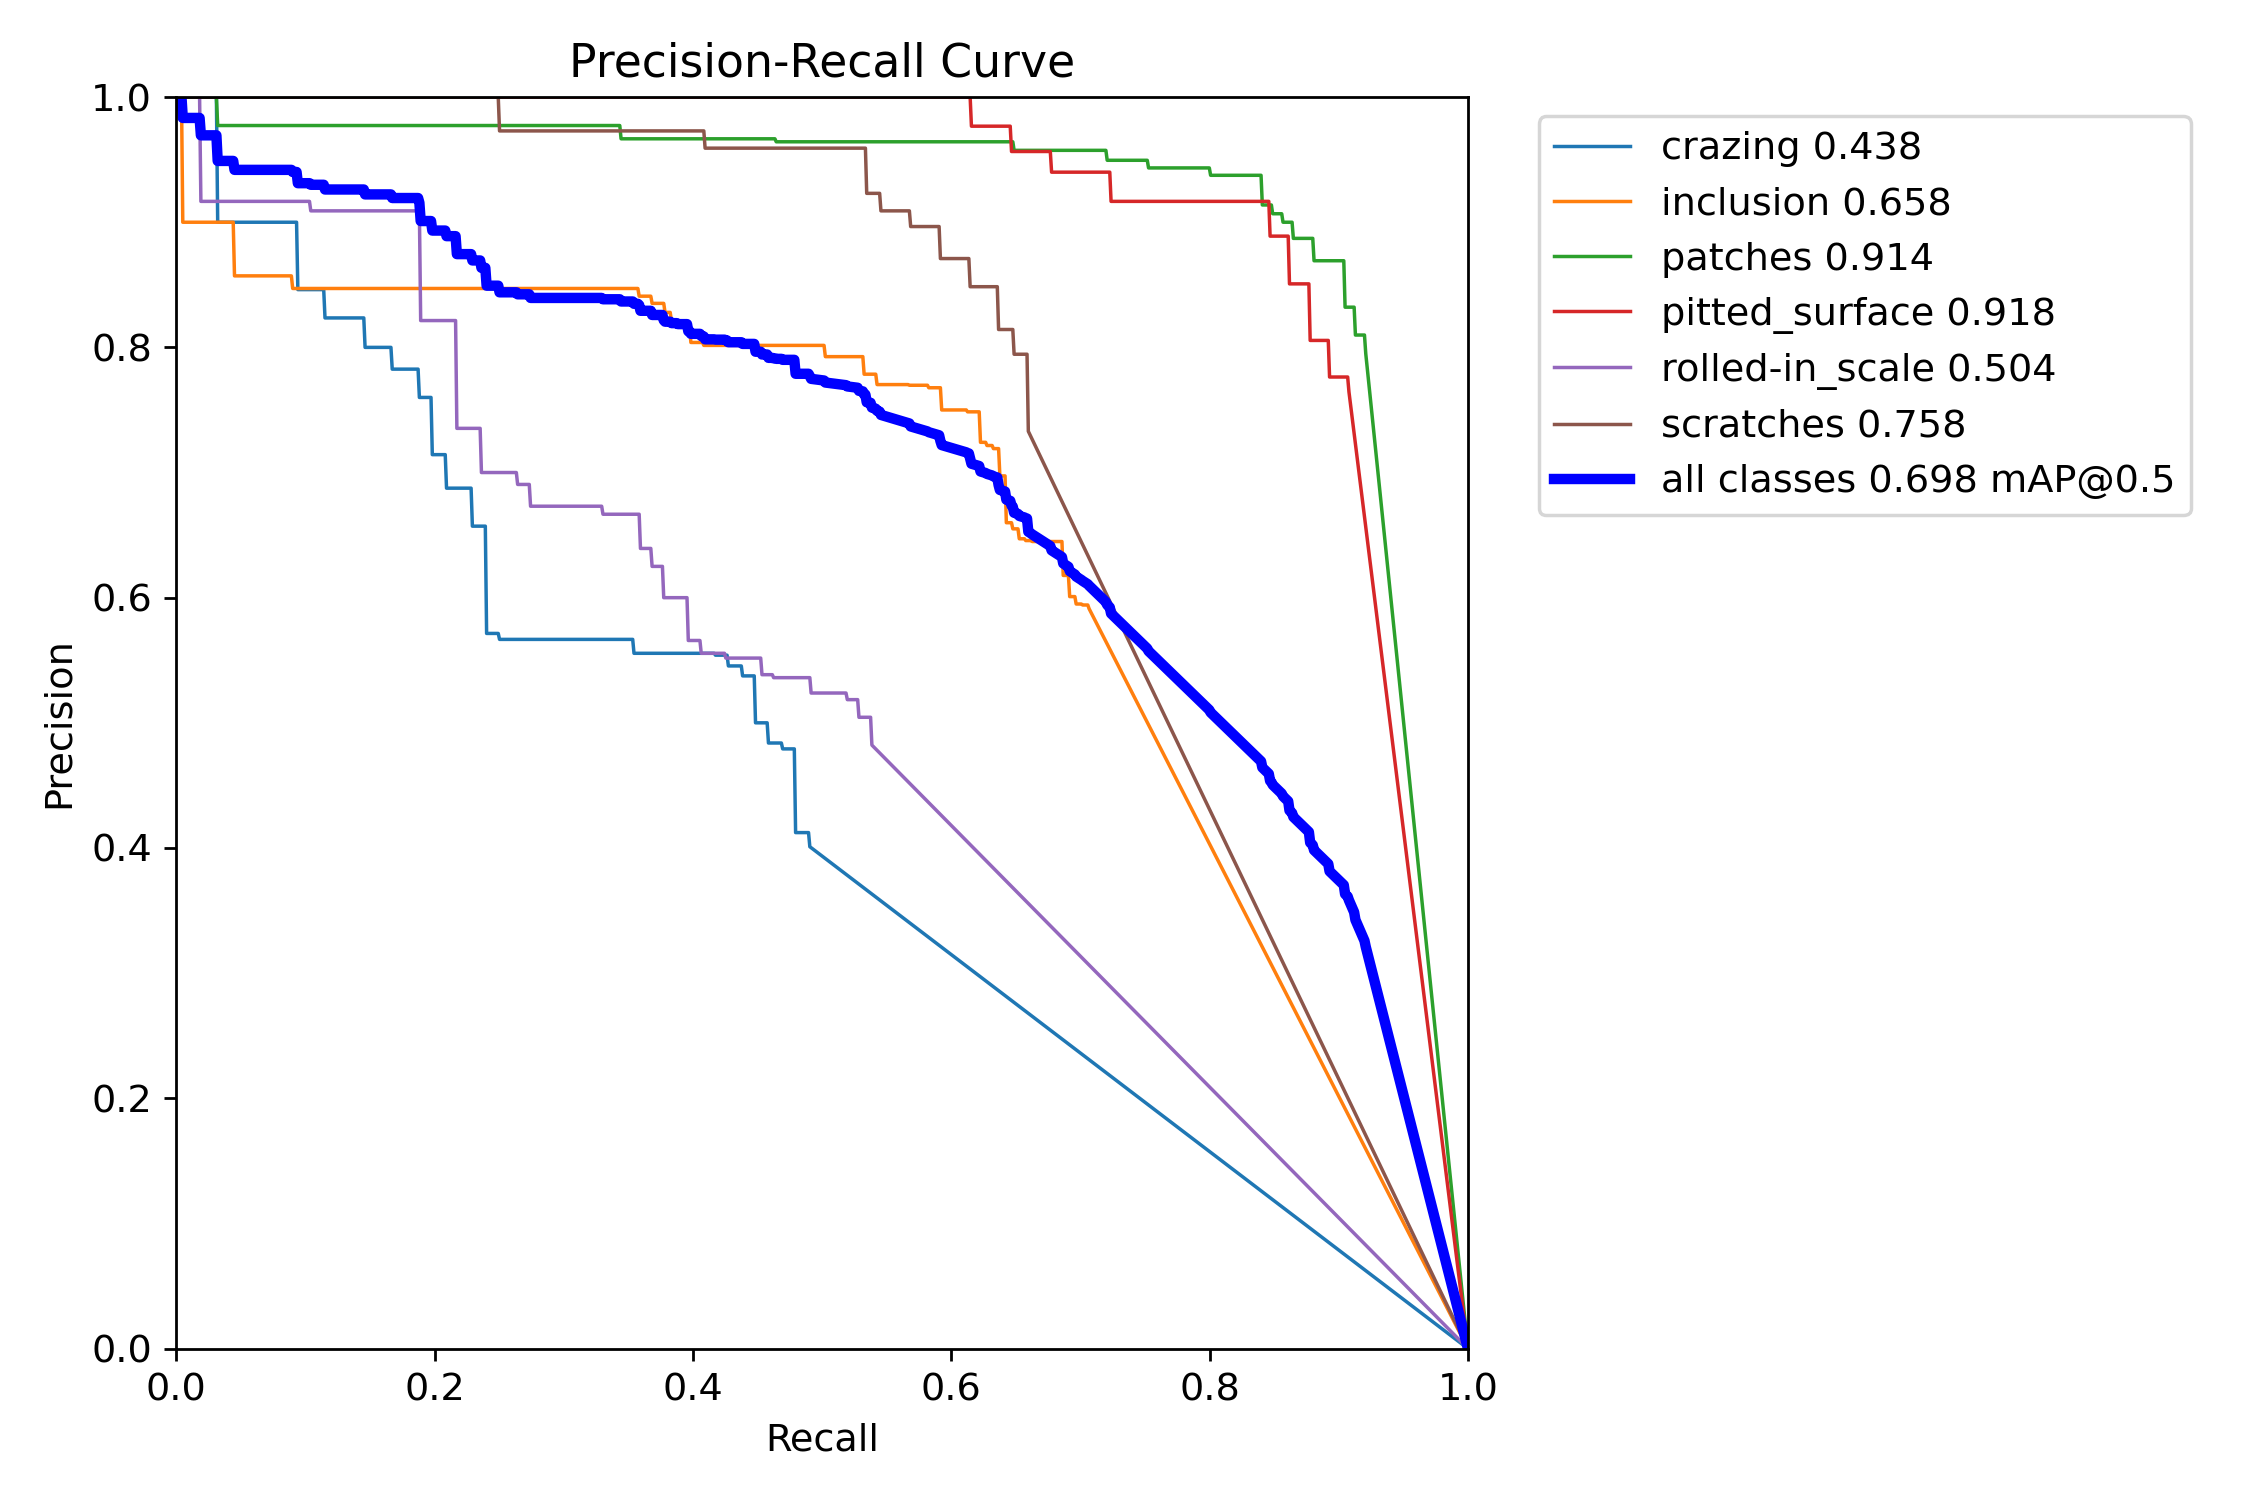 Precision-Recall Curve
1.0
0.8
0.6
0.4
0.2
0.0
Precision
0.0 0.2 0.4 0.6 0.8 1.0
Recall
crazing 0.438
inclusion 0.658
patches 0.914
pitted_surface 0.918
rolled-in_scale 0.504
scratches 0.758
all classes 0.698 mAP@0.5